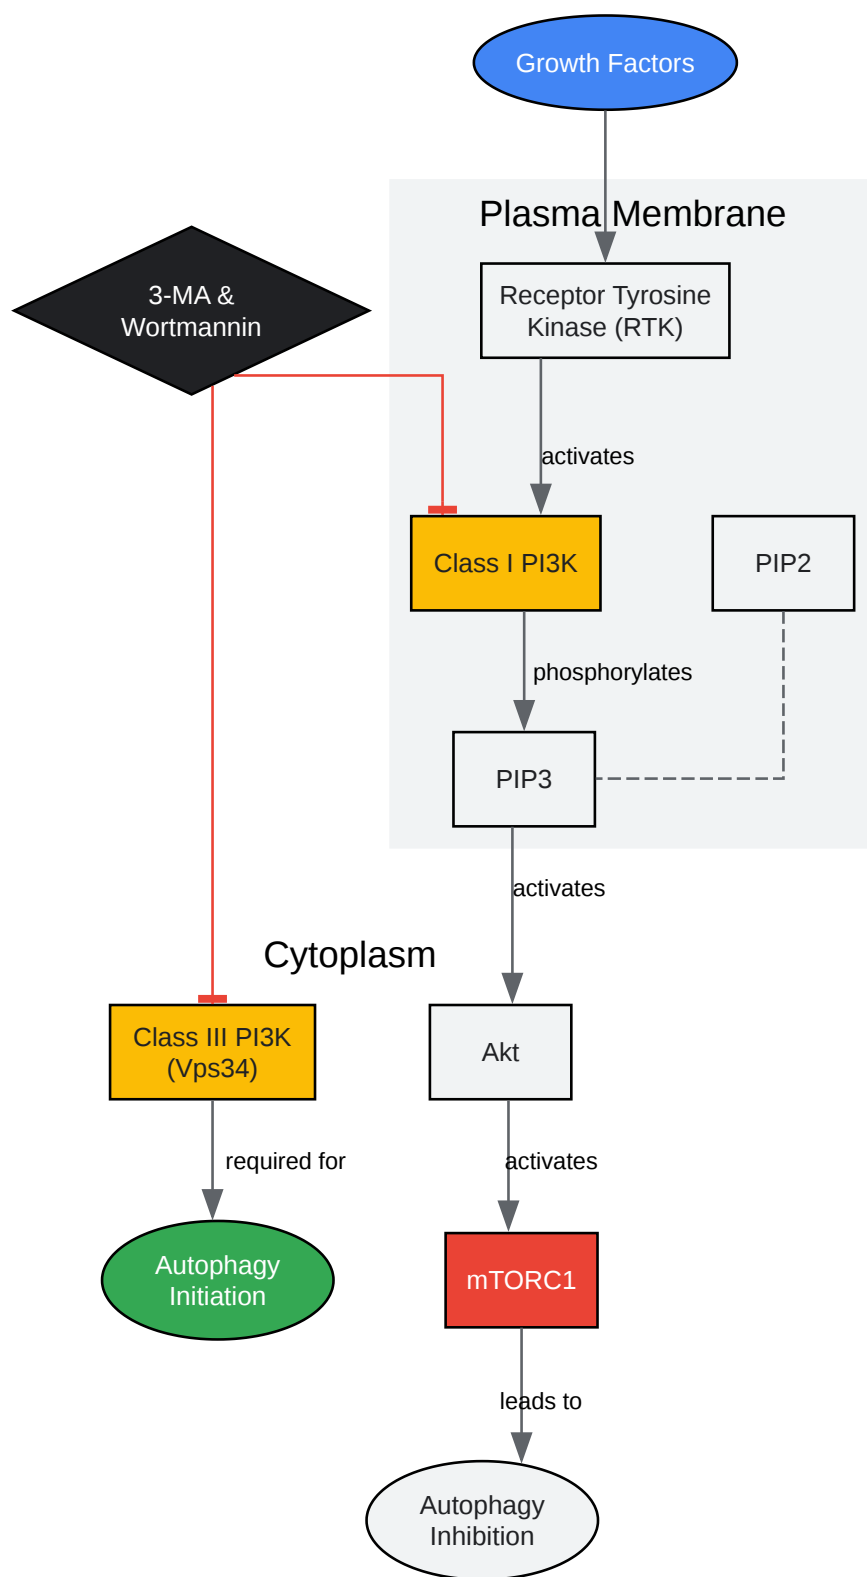 Growth Factors
Plasma Membrane
3-MA &
Wortmannin
Receptor Tyrosine
Kinase (RTK)
activates
Class I PI3K
PIP2
phosphorylates
PIP3
activates
Cytoplasm
Class III PI3K
(Vps34)
Akt
required for
activates
Autophagy
Initiation
mTORC1
leads to
Autophagy
Inhibition